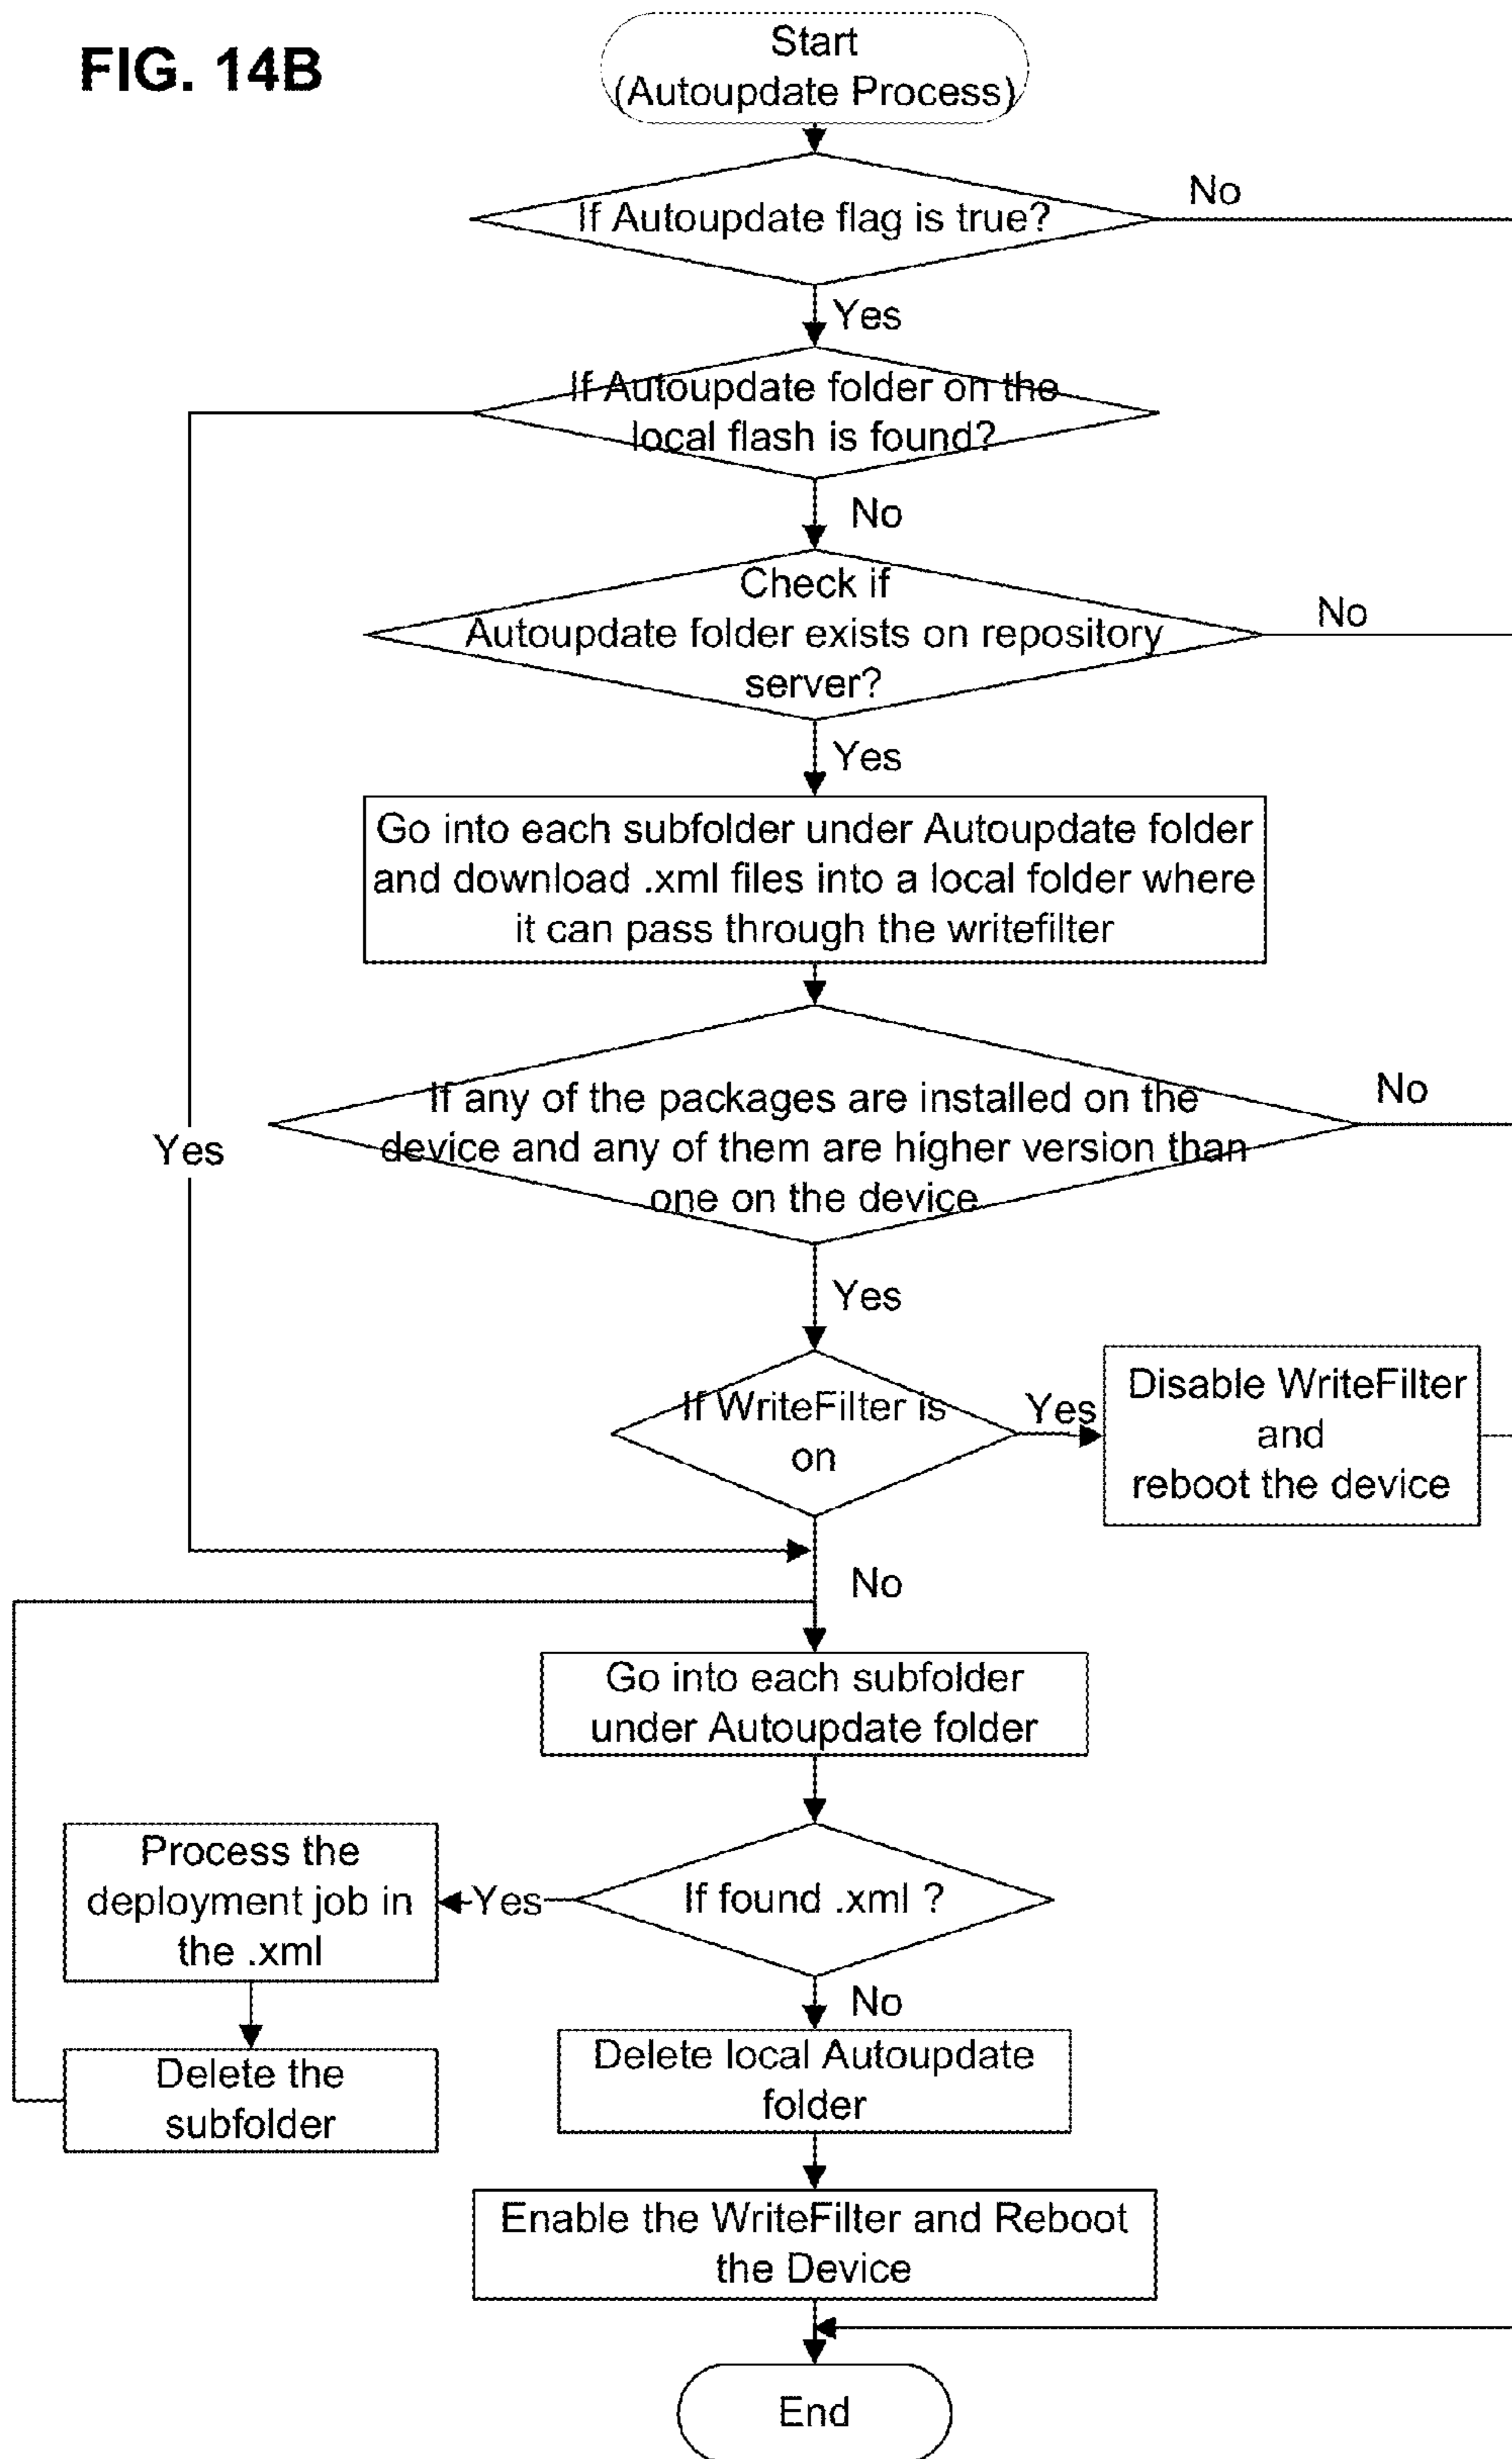 FIG. 14B
Start
(Autoupdate Process)
If Autoupdate flag is true?
No
Yes
If Autoupdate folder on the
local flash is found?
No
Check if
Autoupdate folder exists on repository
server?
No
Yes
Go into each subfolder under Autoupdate folder
and download .xml files into a local folder where
it can pass through the writefilter
If any of the packages are installed on the
device and any of them are higher version than
one on the device
No
Yes
Yes
If WriteFilter is
on
Yes
Disable WriteFilter
and
reboot the device
No
Go into each subfolder
under Autoupdate folder
If found .xml ?
Yes
Process the
deployment job in
the .xml
No
Delete the
subfolder
Delete local Autoupdate
folder
Enable the WriteFilter and Reboot
the Device
End